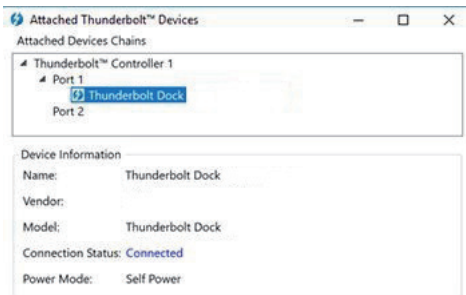 Attached Thunderbolt™ Devices
Attached Devices Chains
Thunderbolt™ Controller 1
Port 1
Thunderbolt Dock
Port 2
Device Information
Name: Thunderbolt Dock
Vendor:
Model: Thunderbolt Dock
Connection Status: Connected
Power Mode: Self Power